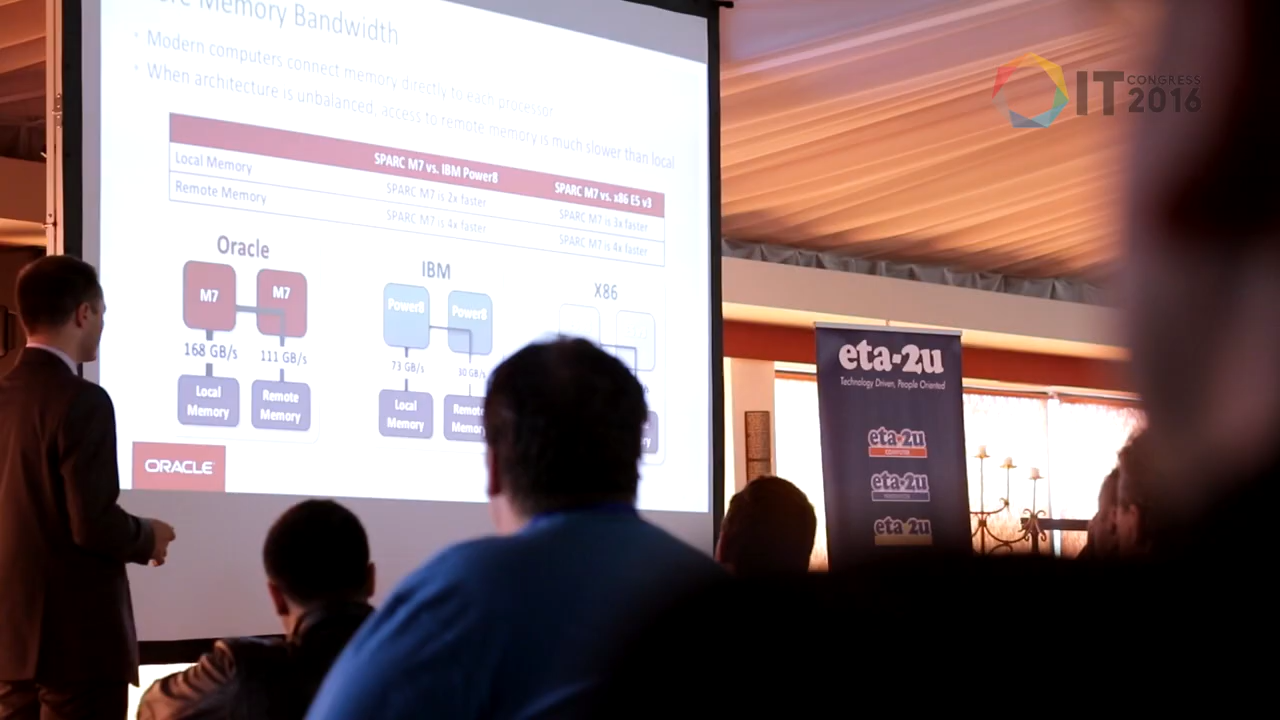 Memory Bandwidth
Modern computers connect memory directly to each processor
When architecture is unbalanced, access to remote memory is much slower than local
SPARC M7 vs. IBM Power8
SPARC M7 vs. x86 E5 v3
Local Memory
SPARC M7 is 2x faster
SPARC M7 is 3x faster
Remote Memory
SPARC M7 is 4x faster
SPARC M7 is 4x faster
Oracle
IBM
X86
M7
M7
Power8
Power8
168 GB/s
111 GB/s
73 GB/s
30 GB/s
Local
Memory
Remote
Memory
Local
Memory
Remote
Memory
ORACLE
IT CONGRESS
2016
eta-2u
Technology Driven, People Oriented
eta-2u
COMPUTER
eta-2u
eta-2u